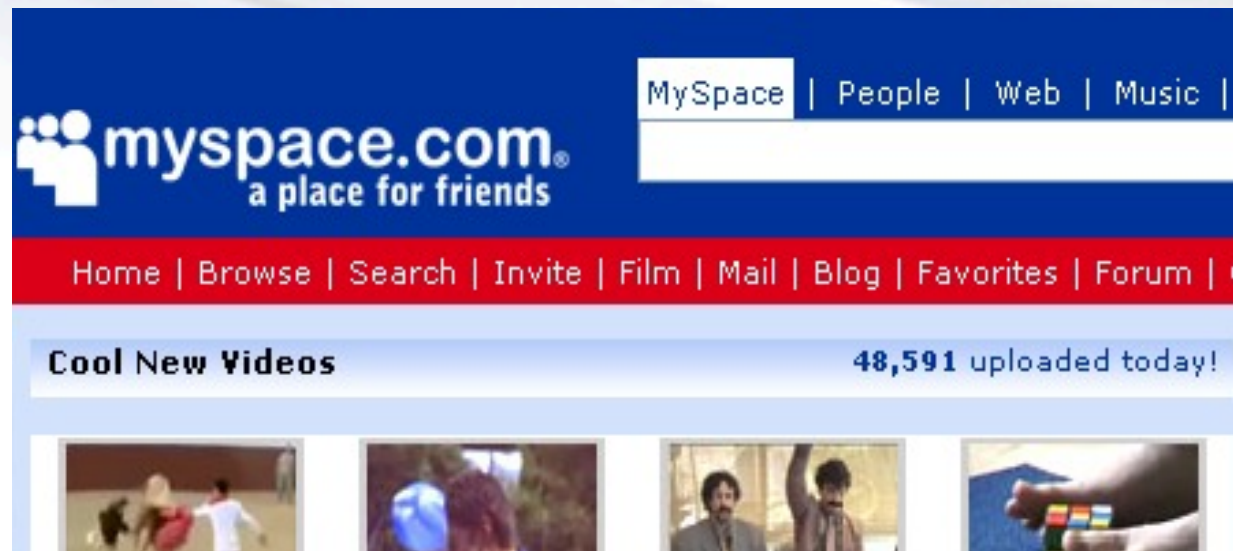 MySpace | People | Web | Music |
myspace.com®
a place for friends
Home | Browse | Search | Invite | Film | Mail | Blog | Favorites | Forum |
Cool New Videos 48,591 uploaded today!